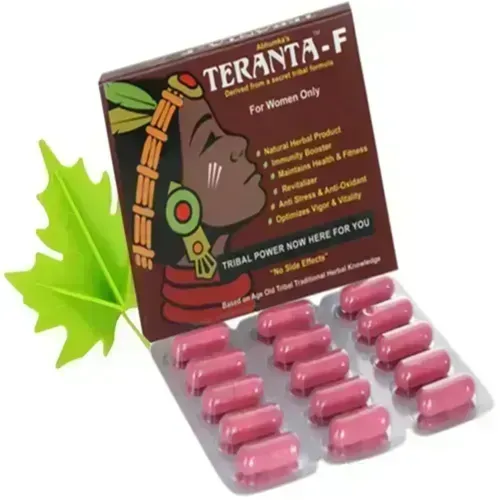 Abhumka's
TERANTA-F™
Derived from a secret tribal formula
For Women Only
Natural Herbal Product
Immunity Booster
Maintains Health & Fitness
Revitalizer
Anti Stress & Anti-Oxidant
Optimizes Vigor & Vitality
TRIBAL POWER NOW HERE FOR YOU
"No Side Effects"
Based on Age Old Tribal Traditional Herbal Knowledge